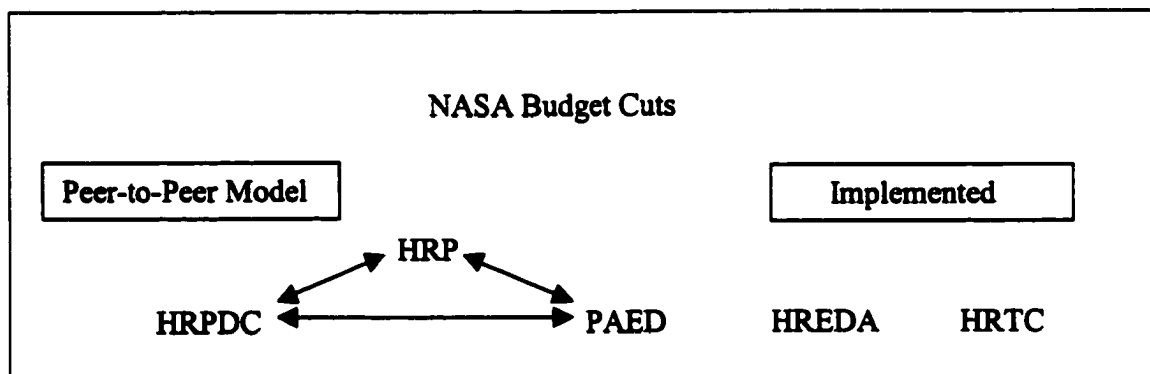 NASA Budget Cuts
Peer-to-Peer Model
Implemented
HRP
HRPDC
PAED
HREDA
HRTC